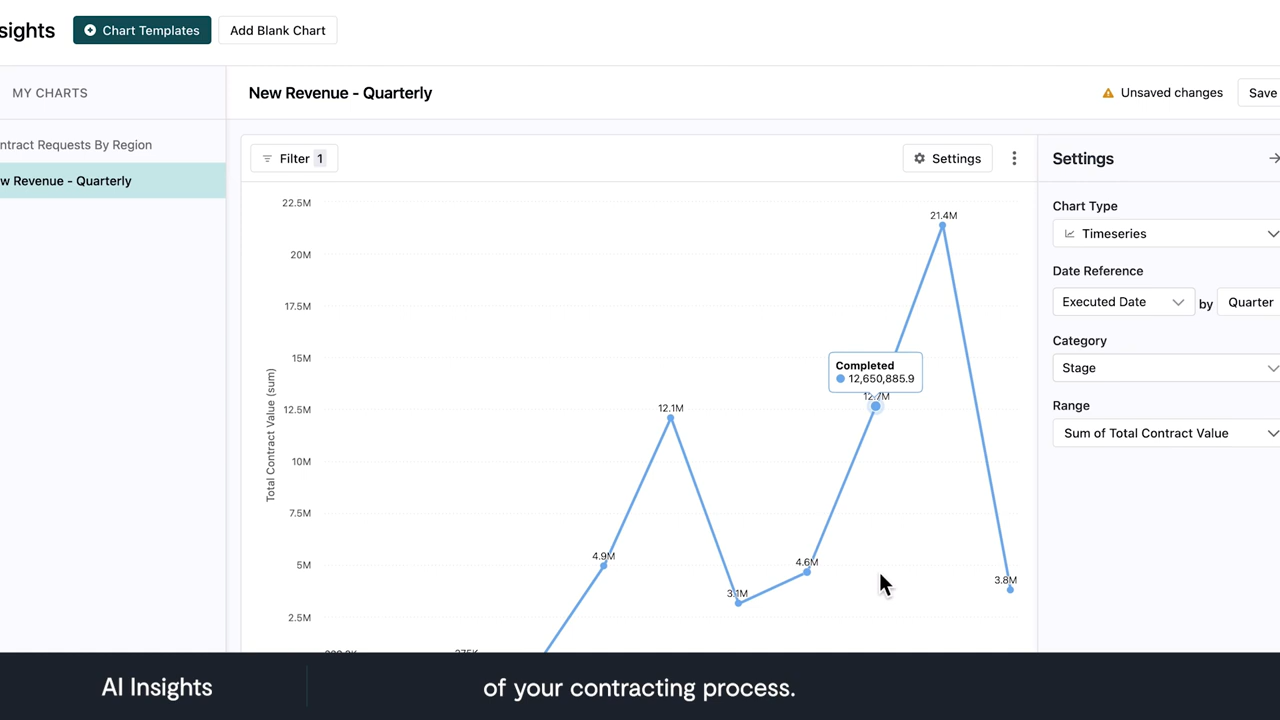 sights
Chart Templates
Add Blank Chart
MY CHARTS
New Revenue - Quarterly
Unsaved changes
Save
ntract Requests By Region
w Revenue - Quarterly
Filter 1
Settings
22.5M
20M
17.5M
15M
12.5M
10M
7.5M
5M
2.5M
Total Contract Value (sum)
21.4M
Completed
12,650,885.9
12.7M
12.1M
4.9M
4.6M
3.1M
3.8M
375K
Settings
Chart Type
Timeseries
Date Reference
Executed Date by Quarter
Category
Stage
Range
Sum of Total Contract Value
AI Insights
of your contracting process.